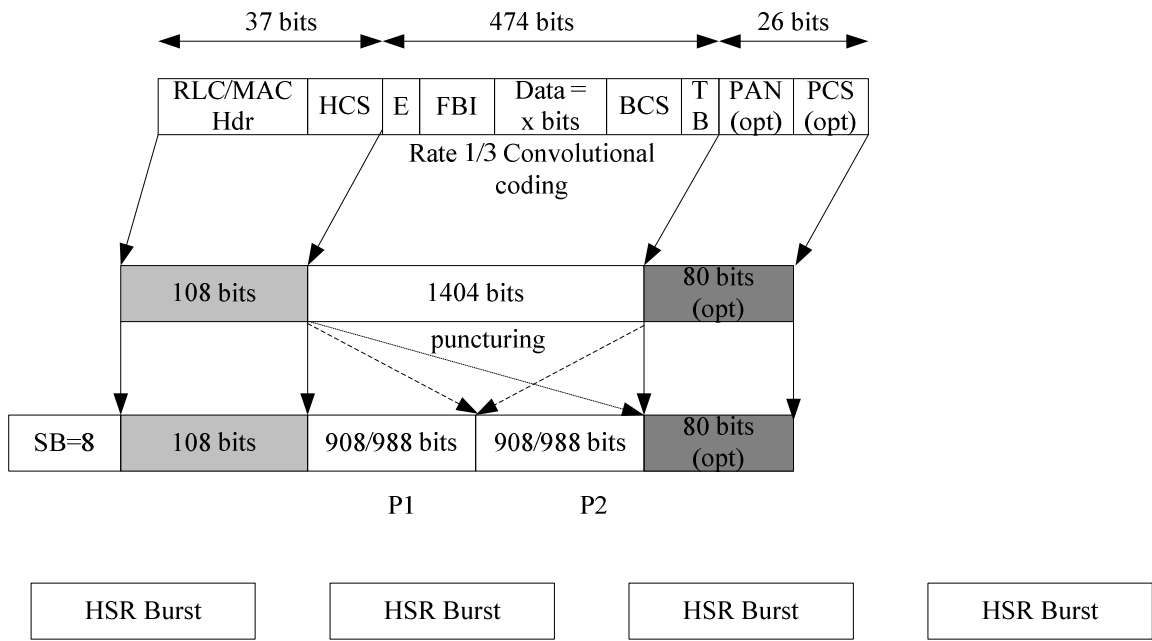 37 bits
474 bits
26 bits
RLC/MAC
Hdr
HCS
E
FBI
Data =
x bits
BCS
T
B
PAN
(opt)
PCS
(opt)
Rate 1/3 Convolutional
coding
108 bits
1404 bits
80 bits
(opt)
puncturing
SB=8
108 bits
908/988 bits
908/988 bits
80 bits
(opt)
P1
P2
HSR Burst
HSR Burst
HSR Burst
HSR Burst